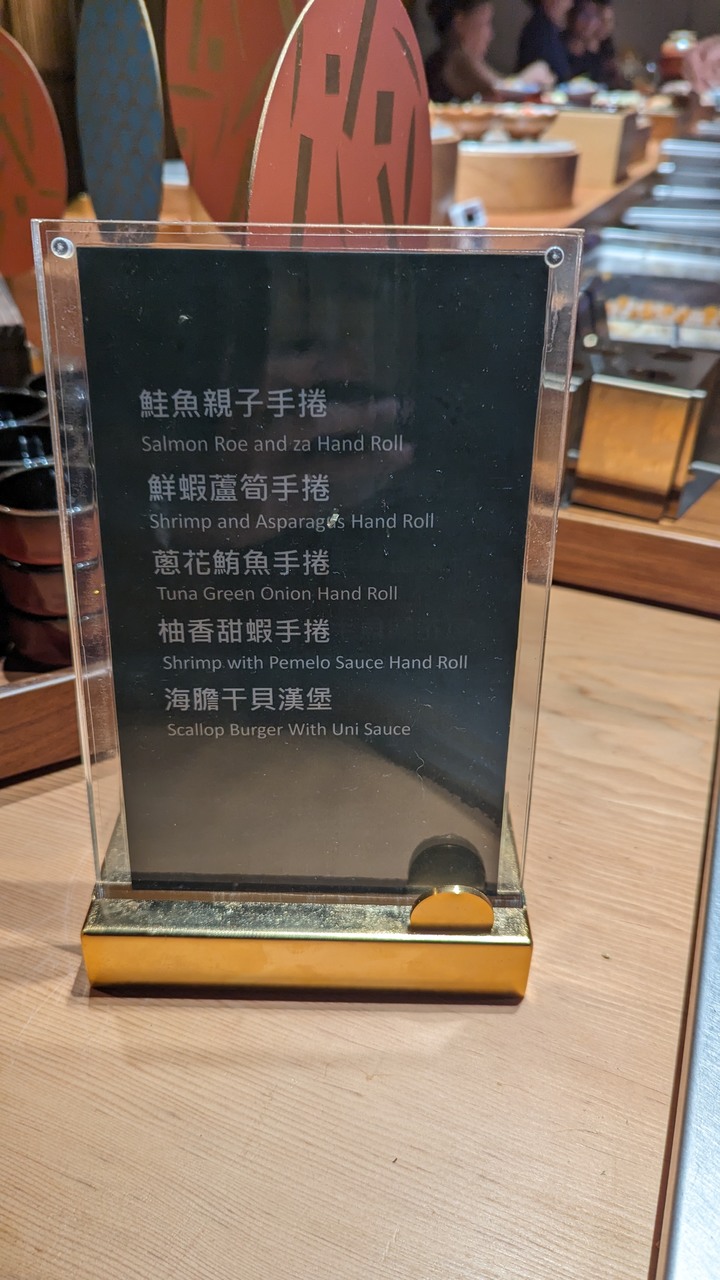 鮭魚親子手捲
Salmon Roe and za Hand Roll
鮮蝦蘆筍手捲
Shrimp and Asparagus Hand Roll
蔥花鮪魚手捲
Tuna Green Onion Hand Roll
柚香甜蝦手捲
Shrimp with Pemelo Sauce Hand Roll
海膽干貝漢堡
Scallop Burger With Uni Sauce